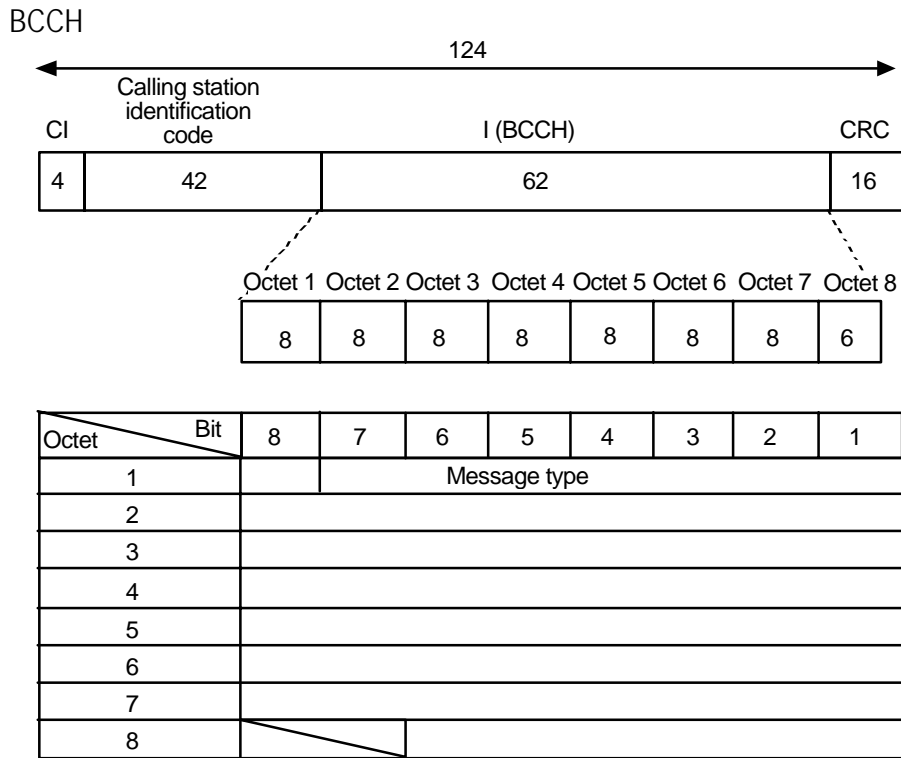 BCCH
124
Calling station
identification
code
CI I (BCCH) CRC
4 42 62 16
Octet 1 Octet 2 Octet 3 Octet 4 Octet 5 Octet 6 Octet 7 Octet 8
8 8 8 8 8 8 8 6
Octet Bit 8 7 6 5 4 3 2 1
1 Message type
2
3
4
5
6
7
8